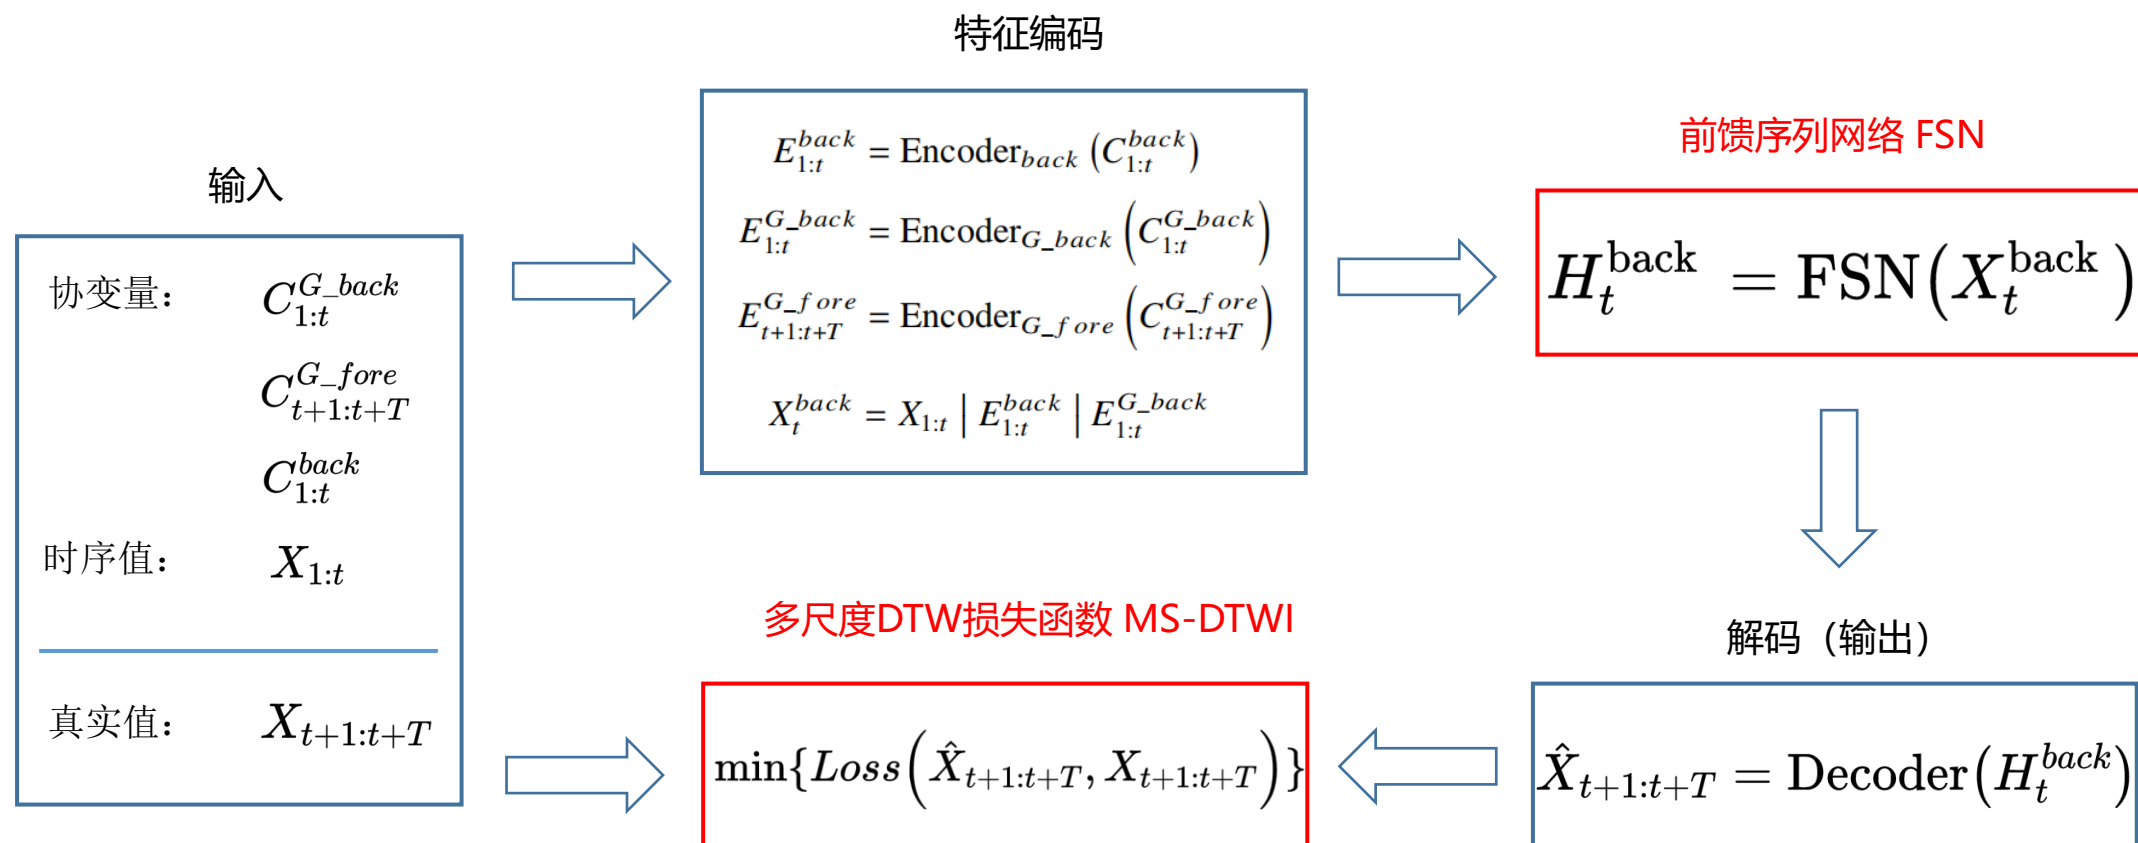 特征编码
前馈序列网络 FSN
输入
E_{1:t}^{back} = Encoder_{back} (C_{1:t}^{back})
E_{1:t}^{G_back} = Encoder_{G_back} (C_{1:t}^{G_back})
E_{t+1:t+T}^{G_fore} = Encoder_{G_fore} (C_{t+1:t+T}^{G_fore})
X_t^{back} = X_{1:t} | E_{1:t}^{back} | E_{1:t}^{G_back}
H_t^{back} = FSN(X_t^{back})
协变量： C_{1:t}^{G_back}
C_{t+1:t+T}^{G_fore}
C_{1:t}^{back}
时序值： X_{1:t}
真实值： X_{t+1:t+T}
多尺度DTW损失函数 MS-DTWI
min{Loss(X̂_{t+1:t+T}, X_{t+1:t+T})}
解码（输出）
X̂_{t+1:t+T} = Decoder(H_t^{back})